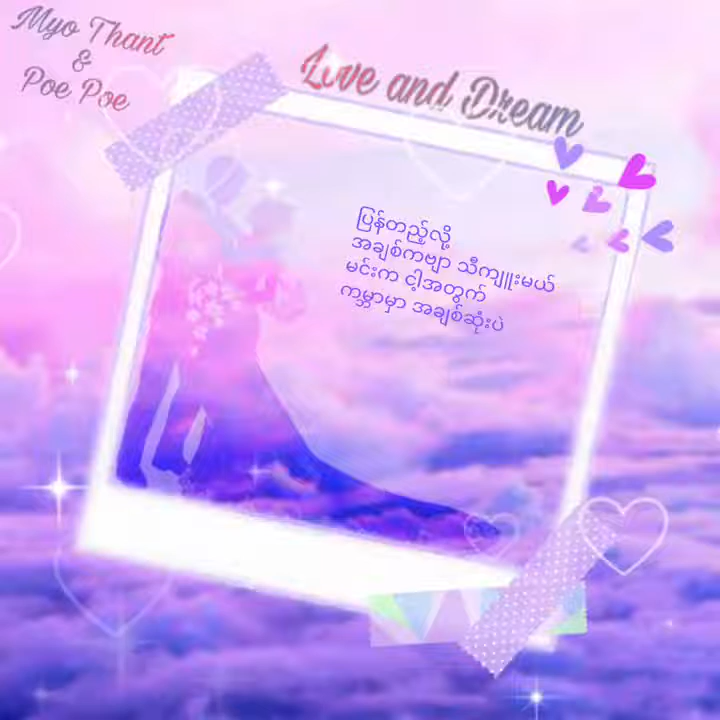 Myo Thant
&
Poe Poe
Love and Dream
ပြန်တည့်လို့
အချစ်ကဗျာ သီကျူးမယ်
မင်းက ငါ့အတွက်
ကမ္ဘာမှာ အချစ်ဆုံးပဲ